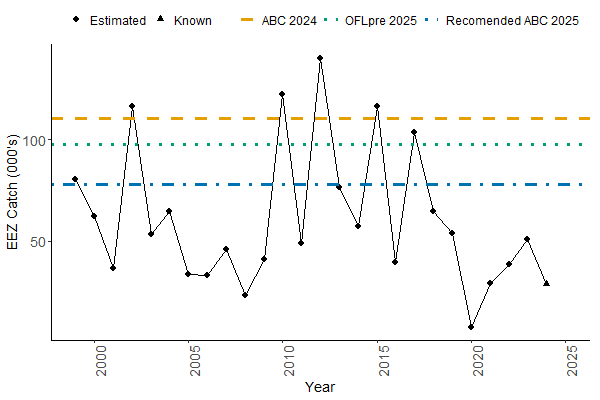 Estimated Known ABC 2024 OFLpre 2025 Recomended ABC 2025
EEZ Catch (000's)
100
50
2000 2005 2010 2015 2020 2025
Year